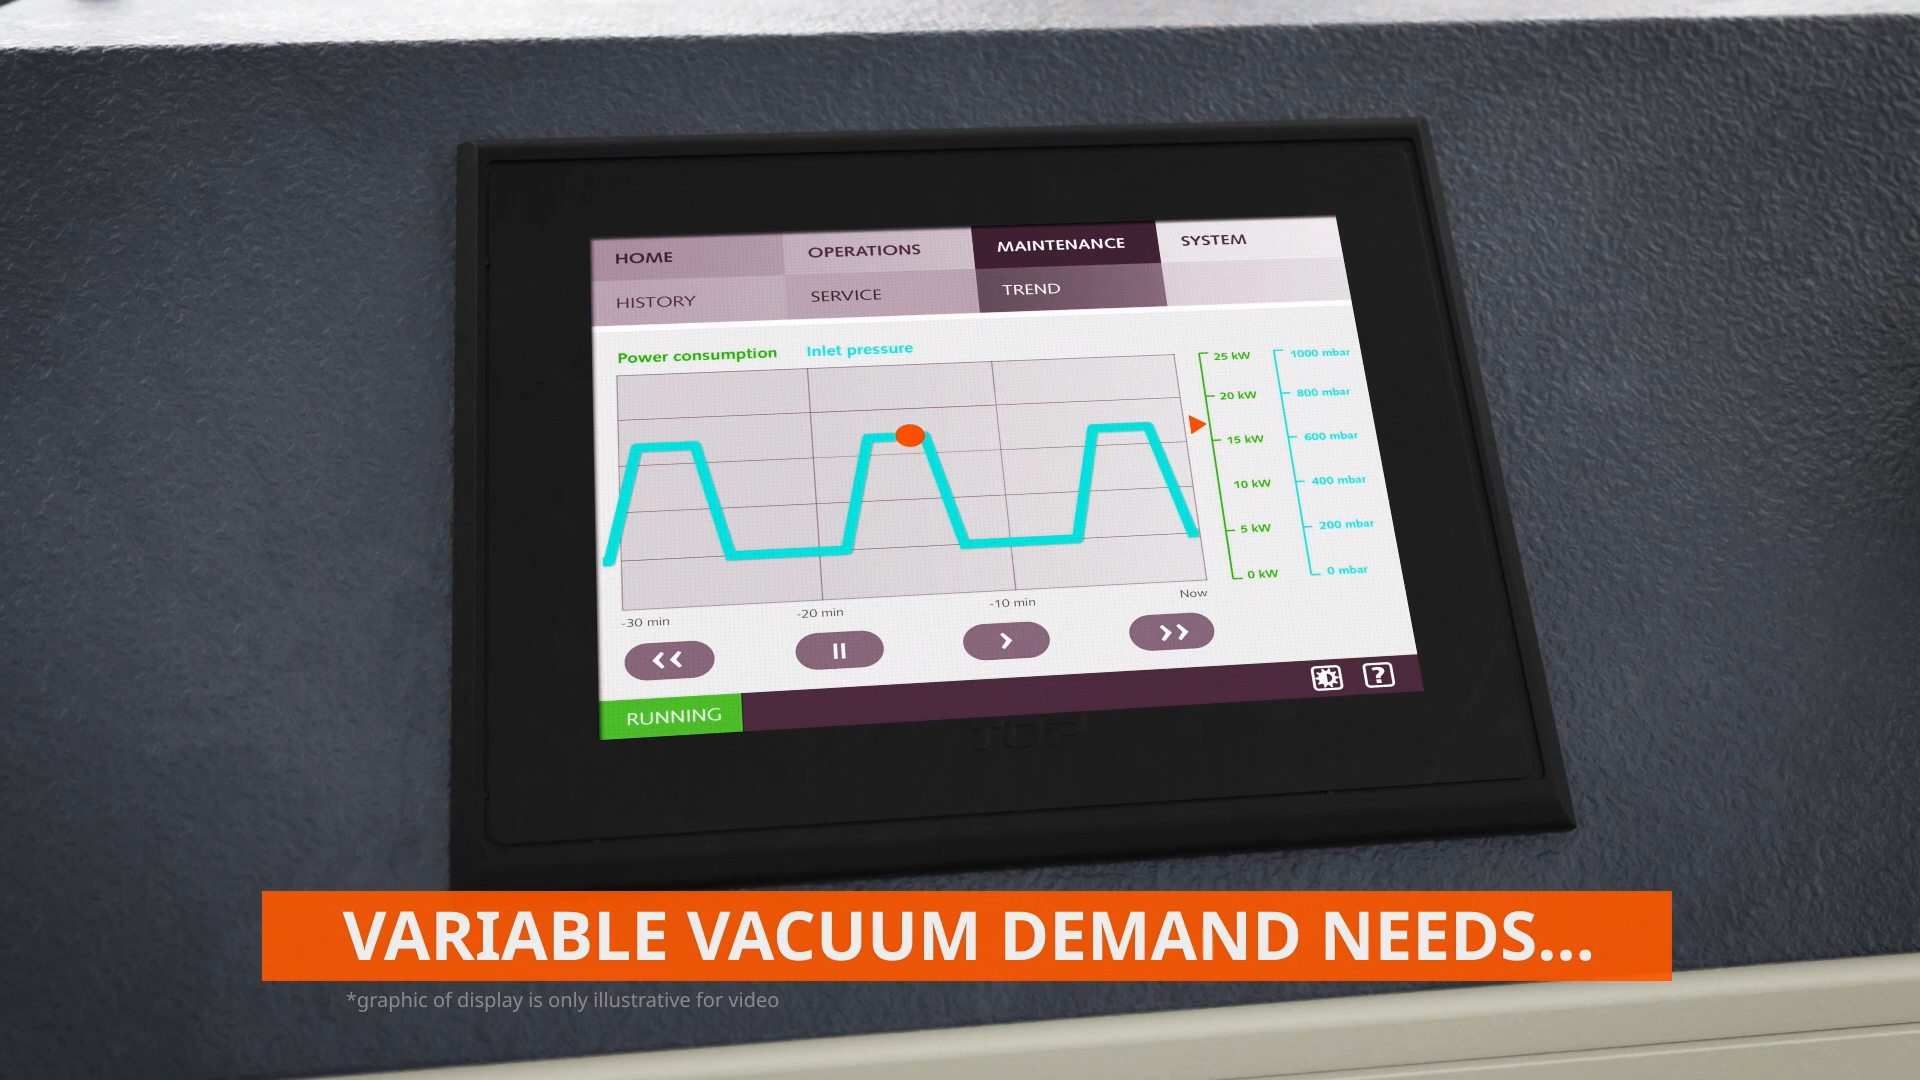 HOME
OPERATIONS
MAINTENANCE
SYSTEM
HISTORY
SERVICE
TREND
Power consumption
Inlet pressure
25 kW
1000 mbar
20 kW
800 mbar
15 kW
600 mbar
10 kW
400 mbar
5 kW
200 mbar
0 kW
0 mbar
-30 min
-20 min
-10 min
Now
RUNNING
?
VARIABLE VACUUM DEMAND NEEDS...
*graphic of display is only illustrative for video